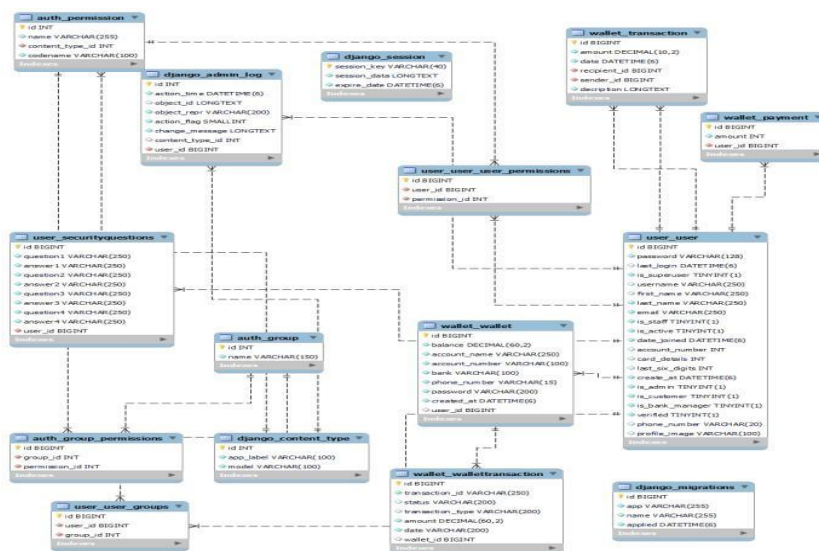 auth_permission
id INT
name VARCHAR(255)
content_type_id INT
codename VARCHAR(100)
Indexes
django_admin_log
id INT
action_time DATETIME(6)
object_id LONGTEXT
object_repr VARCHAR(200)
action_flag SMALLINT
change_message LONGTEXT
content_type_id INT
user_id BIGINT
Indexes
django_session
session_key VARCHAR(40)
session_data LONGTEXT
expire_date DATETIME(6)
Indexes
wallet_transaction
id BIGINT
amount DECIMAL(10,2)
date DATETIME(6)
recipient_id BIGINT
sender_id BIGINT
decription LONGTEXT
Indexes
wallet_payment
id BIGINT
amount INT
user_id BIGINT
Indexes
user_user_user_permissions
id BIGINT
user_id BIGINT
permission_id INT
Indexes
user_securityquestions
id BIGINT
question1 VARCHAR(250)
answer1 VARCHAR(250)
question2 VARCHAR(250)
answer2 VARCHAR(250)
question3 VARCHAR(250)
answer3 VARCHAR(250)
question4 VARCHAR(250)
answer4 VARCHAR(250)
user_id BIGINT
Indexes
user_user
id BIGINT
password VARCHAR(128)
last_login DATETIME(6)
is_superuser TINYINT(1)
username VARCHAR(250)
first_name VARCHAR(250)
last_name VARCHAR(250)
email VARCHAR(250)
is_staff TINYINT(1)
is_active TINYINT(1)
date_joined DATETIME(6)
account_number INT
card_details INT
last_six_digits INT
create_at DATETIME(6)
is_admin TINYINT(1)
is_customer TINYINT(1)
is_bank_manager TINYINT(1)
verified TINYINT(1)
phone_number VARCHAR(20)
profile_image VARCHAR(100)
Indexes
auth_group
id INT
name VARCHAR(150)
Indexes
wallet_wallet
id BIGINT
balance DECIMAL(60,2)
account_name VARCHAR(250)
account_number VARCHAR(100)
bank VARCHAR(100)
phone_number VARCHAR(15)
password VARCHAR(200)
created_at DATETIME(6)
user_id BIGINT
Indexes
auth_group_permissions
id BIGINT
group_id INT
permission_id INT
Indexes
django_content_type
id INT
app_label VARCHAR(100)
model VARCHAR(100)
Indexes
user_user_groups
id BIGINT
user_id BIGINT
group_id INT
Indexes
wallet_wallettransaction
id BIGINT
transaction_id VARCHAR(250)
status VARCHAR(200)
transaction_type VARCHAR(200)
amount DECIMAL(60,2)
date VARCHAR(200)
wallet_id BIGINT
Indexes
django_migrations
id BIGINT
app VARCHAR(255)
name VARCHAR(255)
applied DATETIME(6)
Indexes